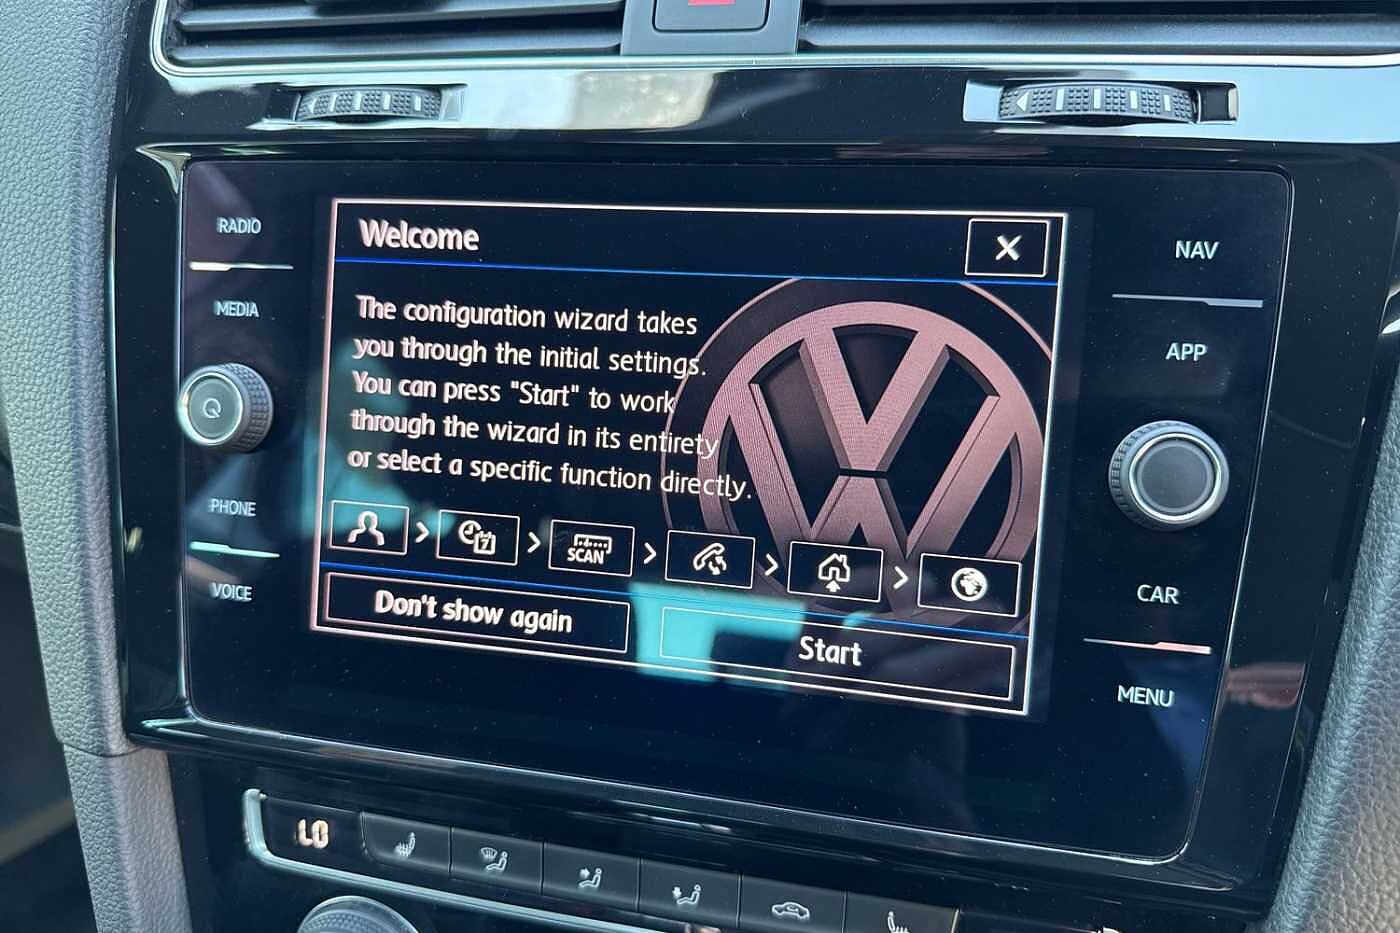 RADIO
MEDIA
PHONE
VOICE
Welcome
X
The configuration wizard takes
you through the initial settings.
You can press "Start" to work
through the wizard in its entirety
or select a specific function directly.
7
SCAN
Don't show again
Start
NAV
APP
CAR
MENU
LO